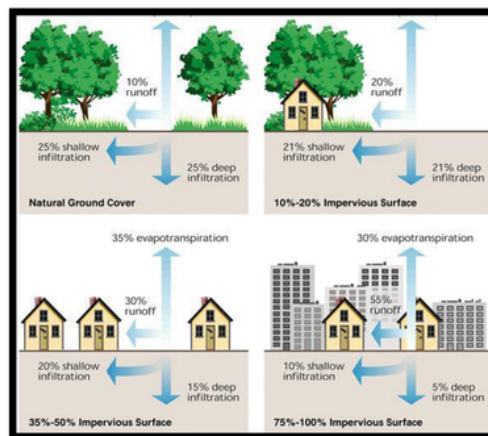 10%
runoff
25% shallow
infiltration
25% deep
infiltration
Natural Ground Cover
20%
runoff
21% shallow
infiltration
21% deep
infiltration
10%-20% Impervious Surface
35% evapotranspiration
30%
runoff
20% shallow
infiltration
15% deep
infiltration
35%-50% Impervious Surface
30% evapotranspiration
55%
runoff
10% shallow
infiltration
5% deep
infiltration
75%-100% Impervious Surface